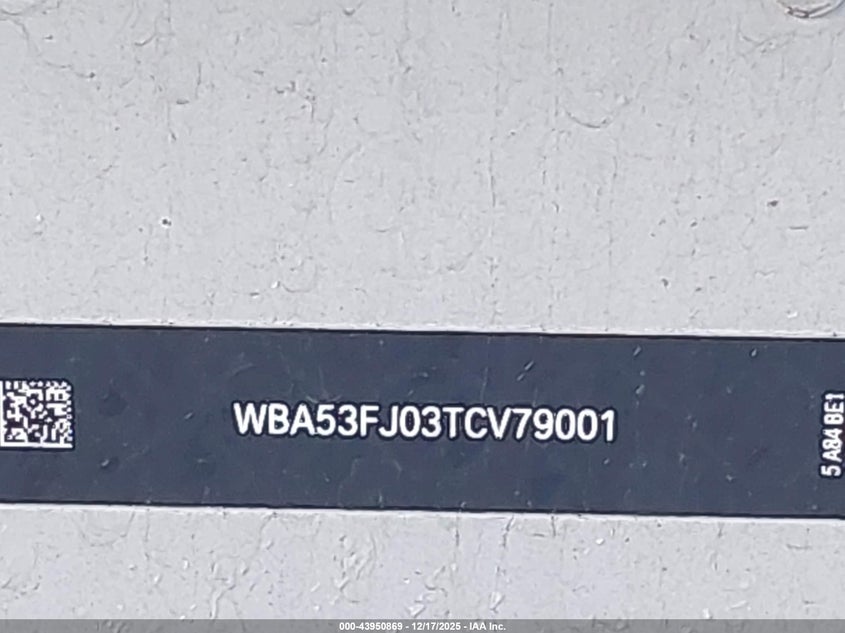 WBA53FJ03TCV79001
5 A84 BE1
000-43950869 - 12/17/2025 - IAA Inc.